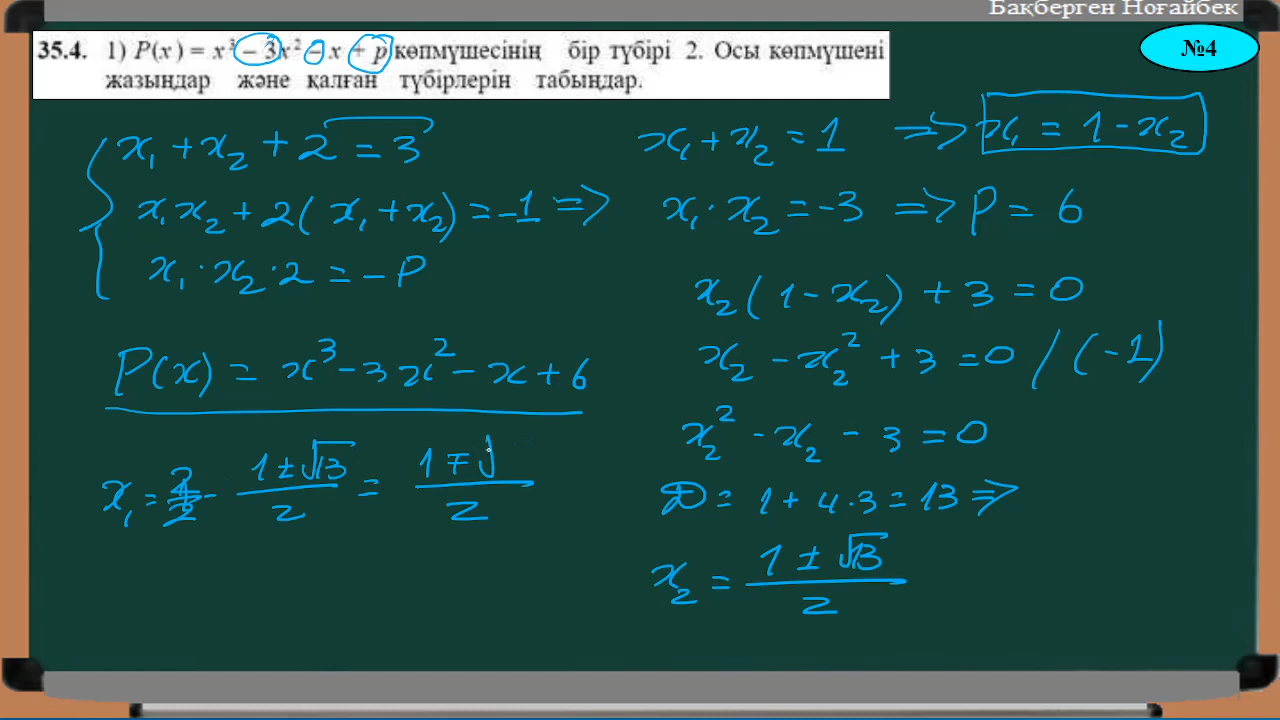 Бақберген Ноғайбек
35.4. 1) P(x) = x³ – 3x² – x + p көпмүшесінің бір түбірі 2. Осы көпмүшені
жазыңдар және қалған түбірлерін табыңдар.
№4
x₁ + x₂ + 2 = 3
x₁x₂ + 2(x₁ + x₂) = -1 =>
x₁ · x₂ · 2 = - P
P(x) = x³ - 3x² - x + 6
x₁ = 2/2 - (1 ± √13)/2 = (1 ∓ √)/2
x₁ + x₂ = 1 => x₁ = 1 - x₂
x₁ · x₂ = -3 => P = 6
x₂(1 - x₂) + 3 = 0
x₂ - x₂² + 3 = 0 / (-1)
x₂² - x₂ - 3 = 0
D = 1 + 4 · 3 = 13 =>
x₂ = (1 ± √13)/2